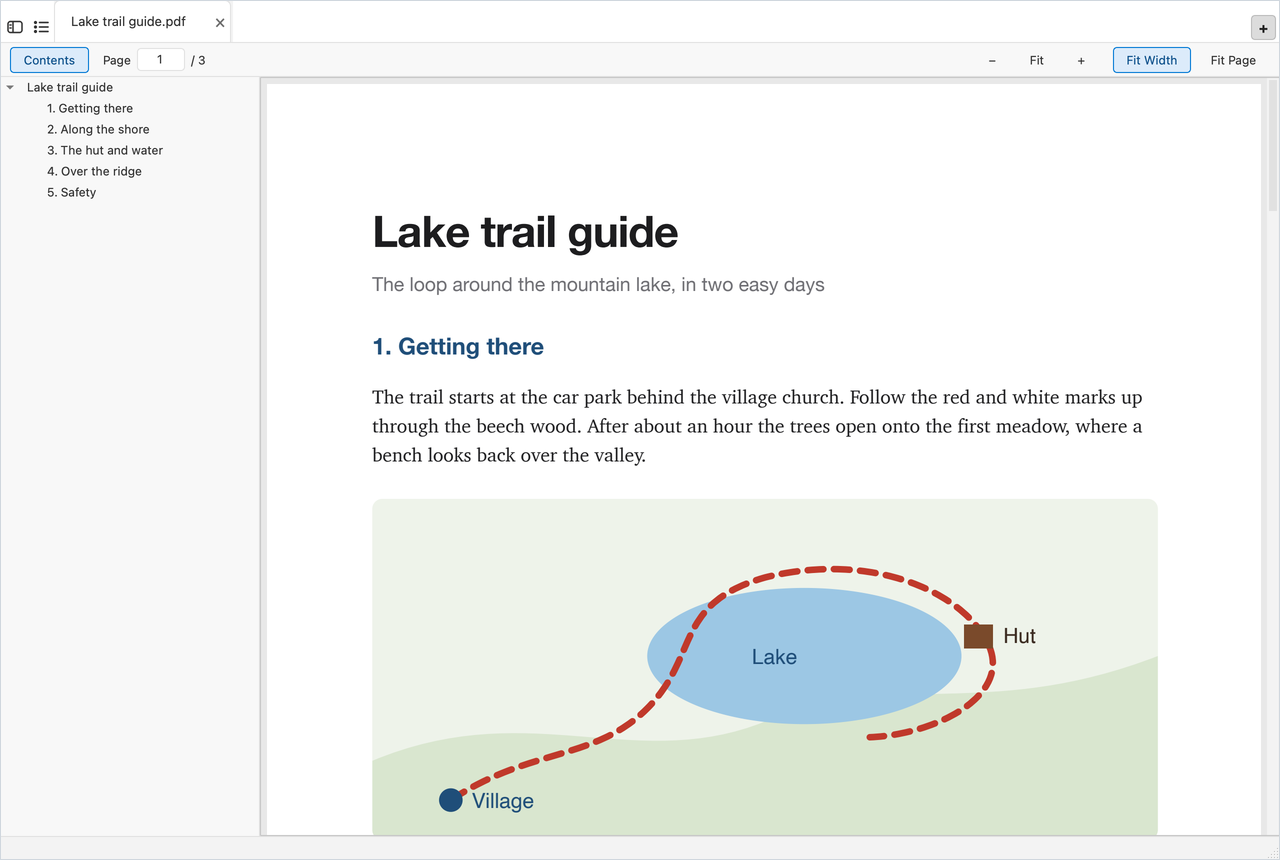 Lake trail guide.pdf
Contents
Page 1 / 3
− Fit + Fit Width Fit Page
Lake trail guide
1. Getting there
2. Along the shore
3. The hut and water
4. Over the ridge
5. Safety
Lake trail guide
The loop around the mountain lake, in two easy days
1. Getting there
The trail starts at the car park behind the village church. Follow the red and white marks up
through the beech wood. After about an hour the trees open onto the first meadow, where a
bench looks back over the valley.
Hut
Lake
Village